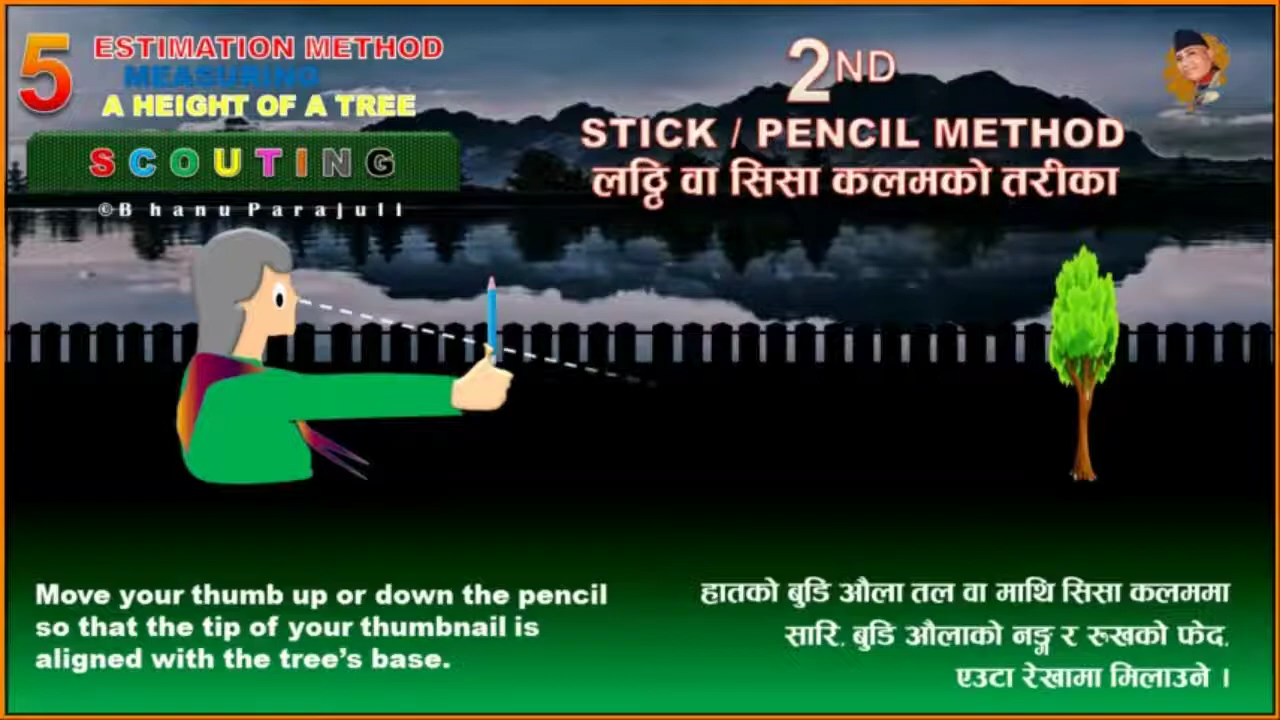 5
ESTIMATION METHOD
MEASURING
A HEIGHT OF A TREE
SCOUTING
©Bhanu Parajuli
2ND
STICK / PENCIL METHOD
लठ्ठि वा सिसा कलमको तरीका
Move your thumb up or down the pencil
so that the tip of your thumbnail is
aligned with the tree's base.
हातको बुडि औला तल वा माथि सिसा कलममा
सारि, बुडि औलाको नङ्ग र रूखको फेद,
एउटा रेखामा मिलाउने ।